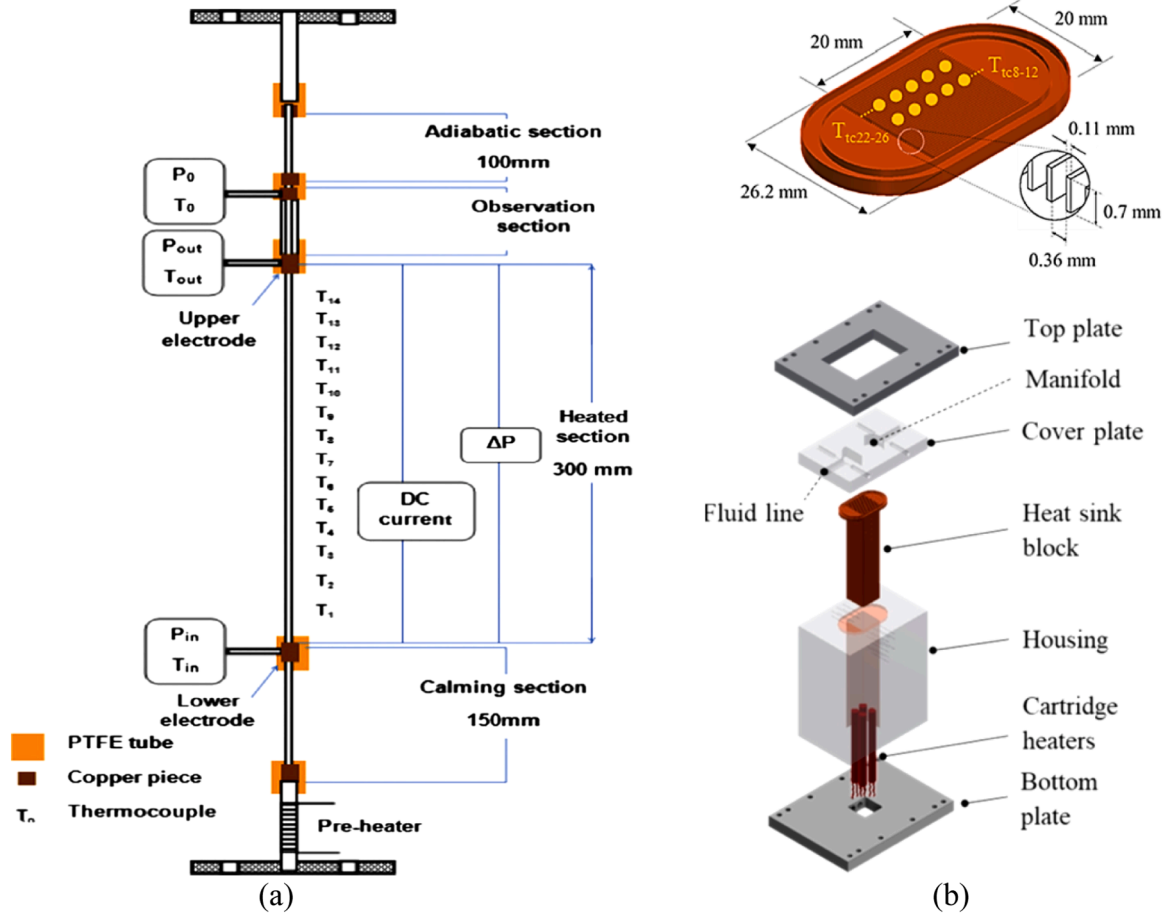 Adiabatic section
100mm
P₀
T₀
Observation
section
Pout
Tout
Upper
electrode
T₁₄
T₁₃
T₁₂
T₁₁
T₁₀
T₉
T₈
T₇
T₆
T₅
T₄
T₃
T₂
T₁
DC
current
ΔP
Heated
section
300 mm
Pin
Tin
Lower
electrode
Calming section
150mm
PTFE tube
Copper piece
Tₙ Thermocouple
Pre-heater
(a)
20 mm
20 mm
Ttc8-12
Ttc22-26
0.11 mm
26.2 mm
0.7 mm
0.36 mm
Top plate
Manifold
Cover plate
Fluid line
Heat sink
block
Housing
Cartridge
heaters
Bottom
plate
(b)